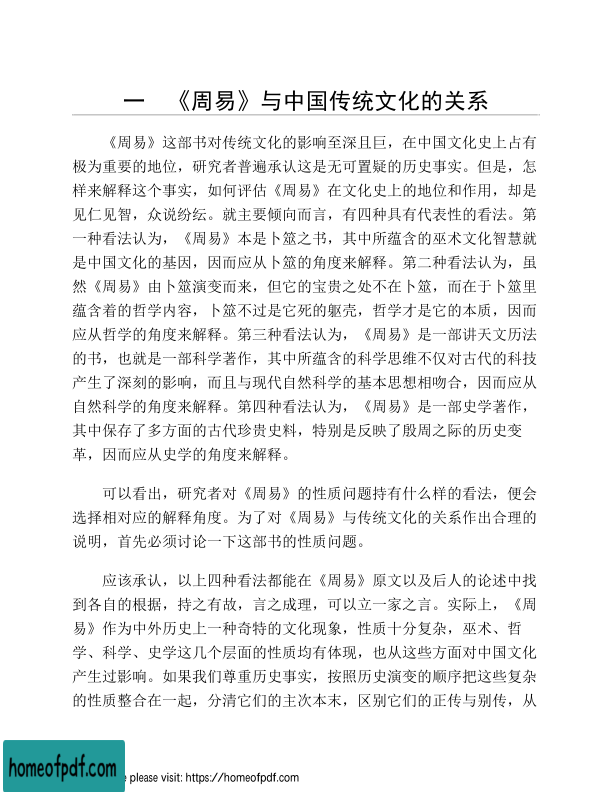 一　《周易》与中国传统文化的关系
《周易》这部书对传统文化的影响至深且巨，在中国文化史上占有
极为重要的地位，研究者普遍承认这是无可置疑的历史事实。但是，怎
样来解释这个事实，如何评估《周易》在文化史上的地位和作用，却是
见仁见智，众说纷纭。就主要倾向而言，有四种具有代表性的看法。第
一种看法认为，《周易》本是卜筮之书，其中所蕴含的巫术文化智慧就
是中国文化的基因，因而应从卜筮的角度来解释。第二种看法认为，虽
然《周易》由卜筮演变而来，但它的宝贵之处不在卜筮，而在于卜筮里
蕴含着的哲学内容，卜筮不过是它死的躯壳，哲学才是它的本质，因而
应从哲学的角度来解释。第三种看法认为，《周易》是一部讲天文历法
的书，也就是一部科学著作，其中所蕴含的科学思维不仅对古代的科技
产生了深刻的影响，而且与现代自然科学的基本思想相吻合，因而应从
自然科学的角度来解释。第四种看法认为，《周易》是一部史学著作，
其中保存了多方面的古代珍贵史料，特别是反映了殷周之际的历史变
革，因而应从史学的角度来解释。
可以看出，研究者对《周易》的性质问题持有什么样的看法，便会
选择相对应的解释角度。为了对《周易》与传统文化的关系作出合理的
说明，首先必须讨论一下这部书的性质问题。
应该承认，以上四种看法都能在《周易》原文以及后人的论述中找
到各自的根据，持之有故，言之成理，可以立一家之言。实际上，《周
易》作为中外历史上一种奇特的文化现象，性质十分复杂，巫术、哲
学、科学、史学这几个层面的性质均有体现，也从这些方面对中国文化
产生过影响。如果我们尊重历史事实，按照历史演变的顺序把这些复杂
的性质整合在一起，分清它们的主次本末，区别它们的正传与别传，从
homeofpdf.com
e please visit: https://homeofpdf.com